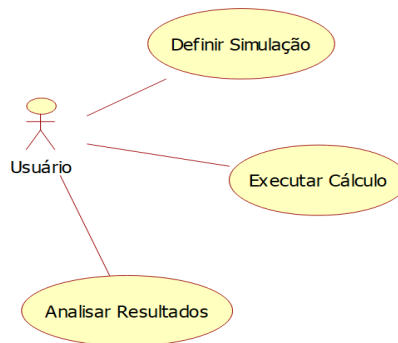 Definir Simulação
Usuário
Executar Cálculo
Analisar Resultados